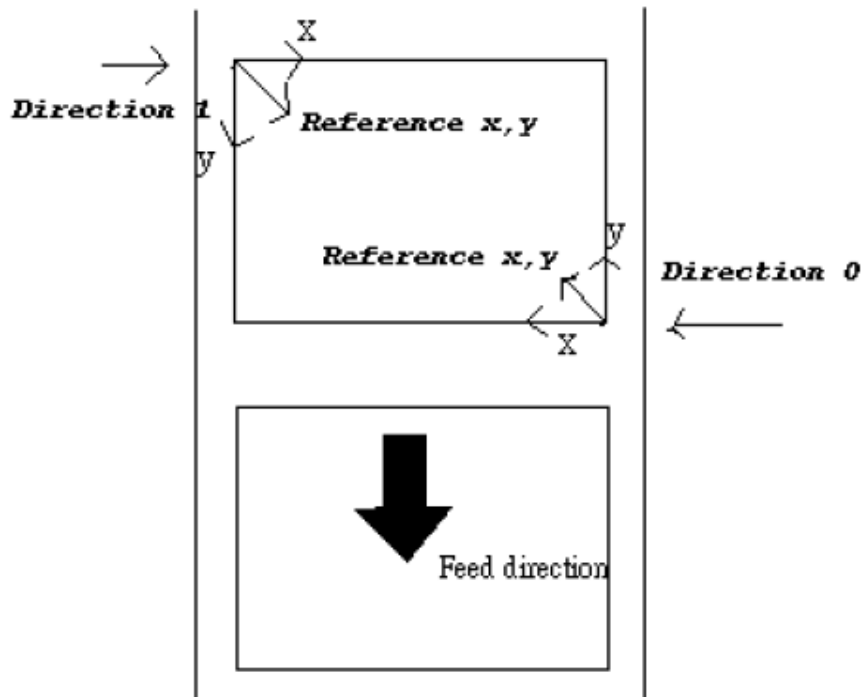 x
Direction 1
Reference x,y
y
y
Reference x,y
Direction 0
x
Feed direction